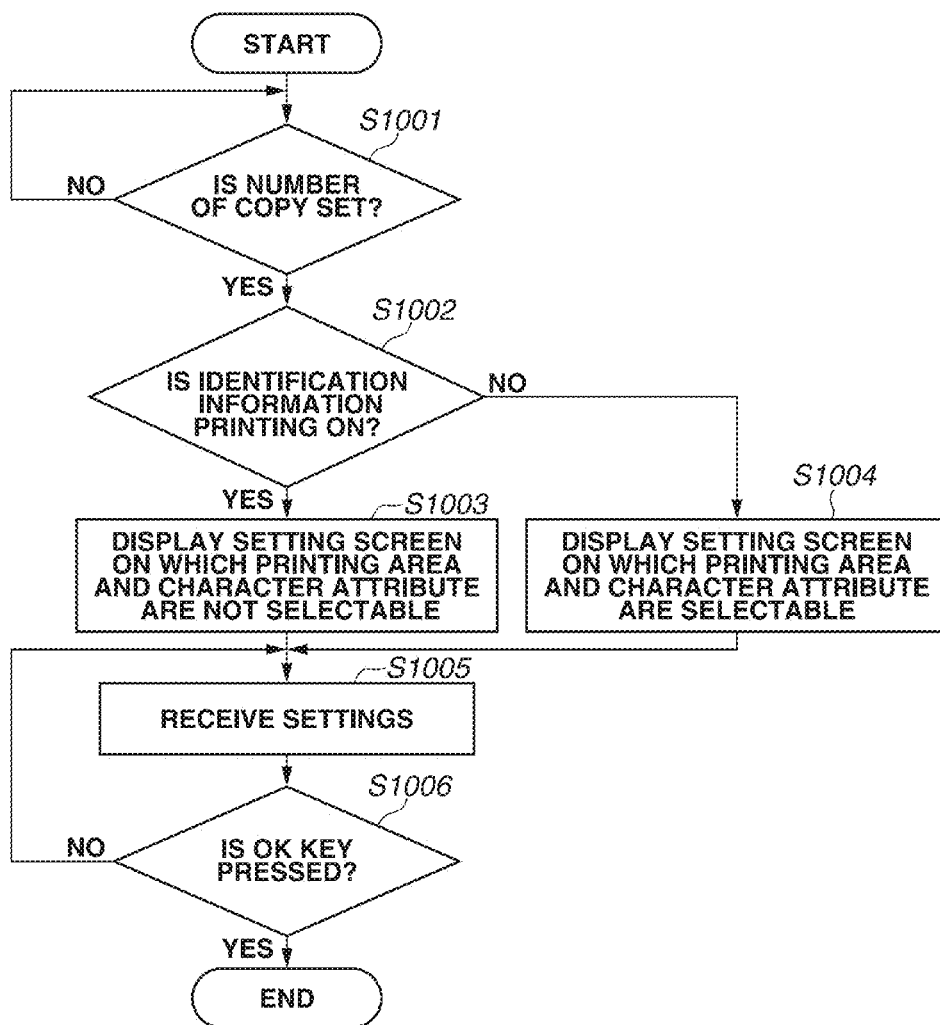 START
S1001
IS NUMBER
OF COPY SET?
NO
YES
S1002
IS IDENTIFICATION
INFORMATION
PRINTING ON?
NO
YES
S1003
DISPLAY SETTING SCREEN
ON WHICH PRINTING AREA
AND CHARACTER ATTRIBUTE
ARE NOT SELECTABLE
S1004
DISPLAY SETTING SCREEN
ON WHICH PRINTING AREA
AND CHARACTER ATTRIBUTE
ARE SELECTABLE
S1005
RECEIVE SETTINGS
S1006
IS OK KEY
PRESSED?
NO
YES
END